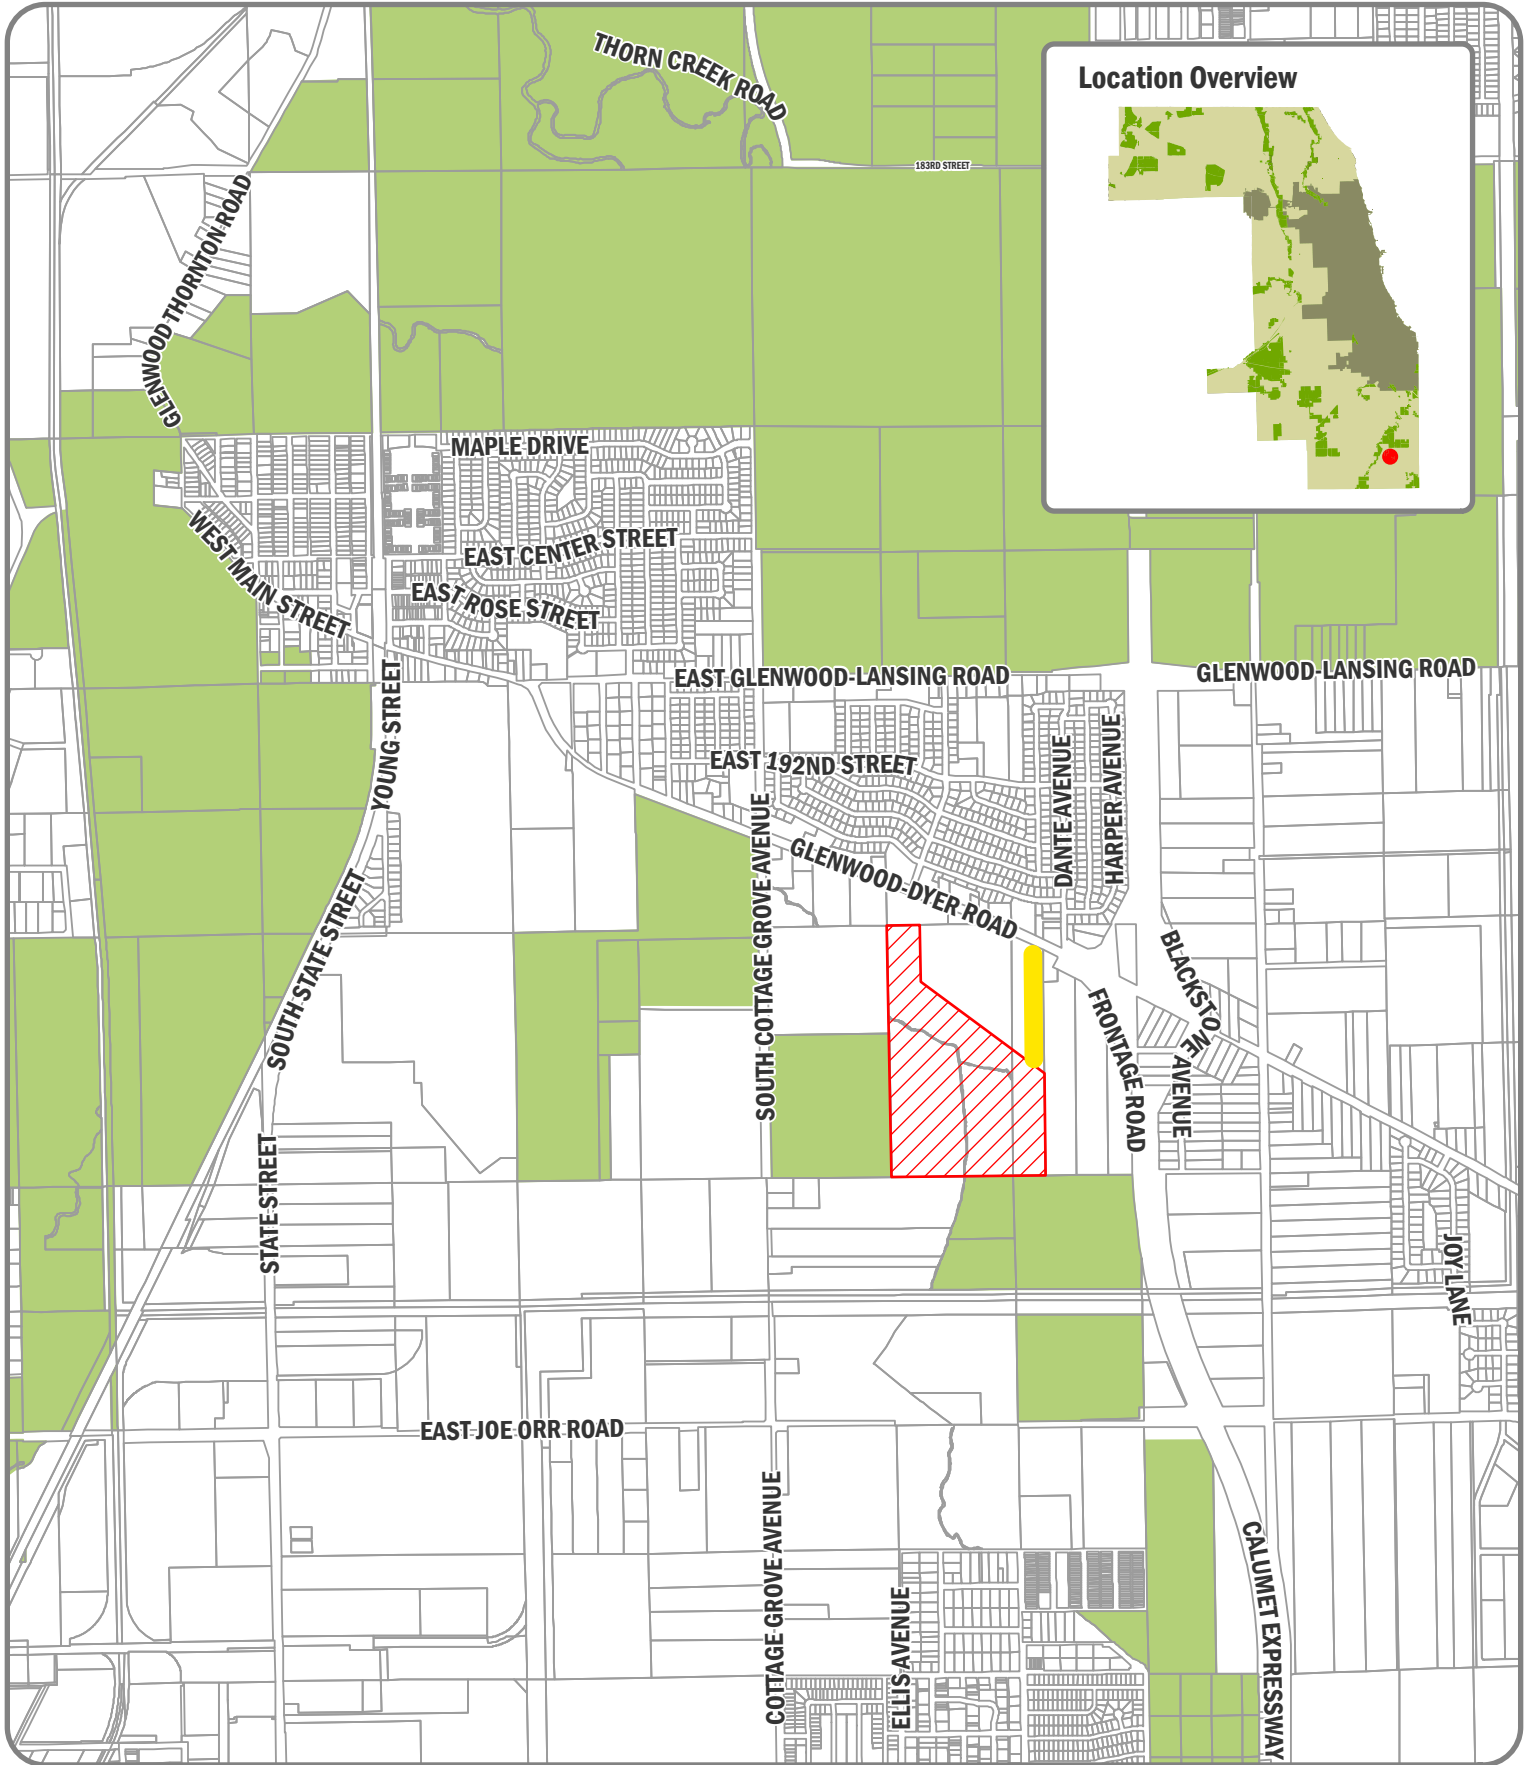 THORN CREEK ROAD
Location Overview
183RD STREET
GLENWOOD-THORNTON ROAD
MAPLE DRIVE
EAST CENTER STREET
WEST MAIN STREET
EAST ROSE STREET
EAST GLENWOOD-LANSING ROAD
GLENWOOD-LANSING ROAD
YOUNG STREET
EAST 192ND STREET
DANTE AVENUE
HARPER AVENUE
SOUTH COTTAGE GROVE AVENUE
GLENWOOD-DYER ROAD
SOUTH STATE STREET
BLACKSTONE AVENUE
FRONTAGE ROAD
STATE STREET
JOY LANE
EAST JOE ORR ROAD
COTTAGE GROVE AVENUE
ELLIS AVENUE
CALUMET EXPRESSWAY